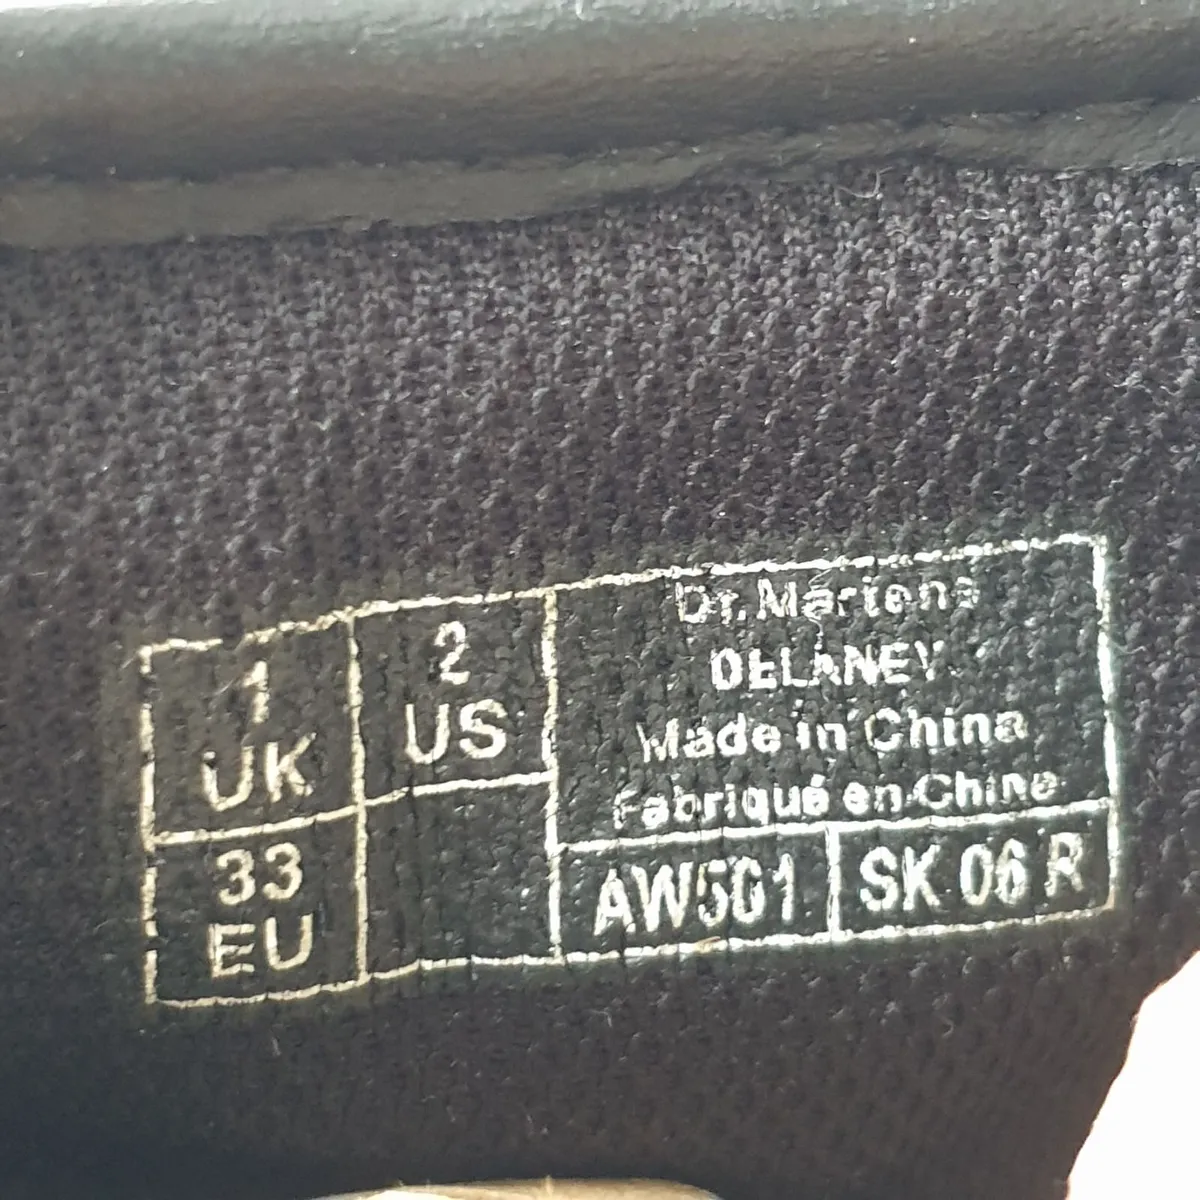 1
UK
2
US
33
EU
Dr. Martens
DELANEY
Made in China
Fabriqué en Chine
AW501
SK 06 R